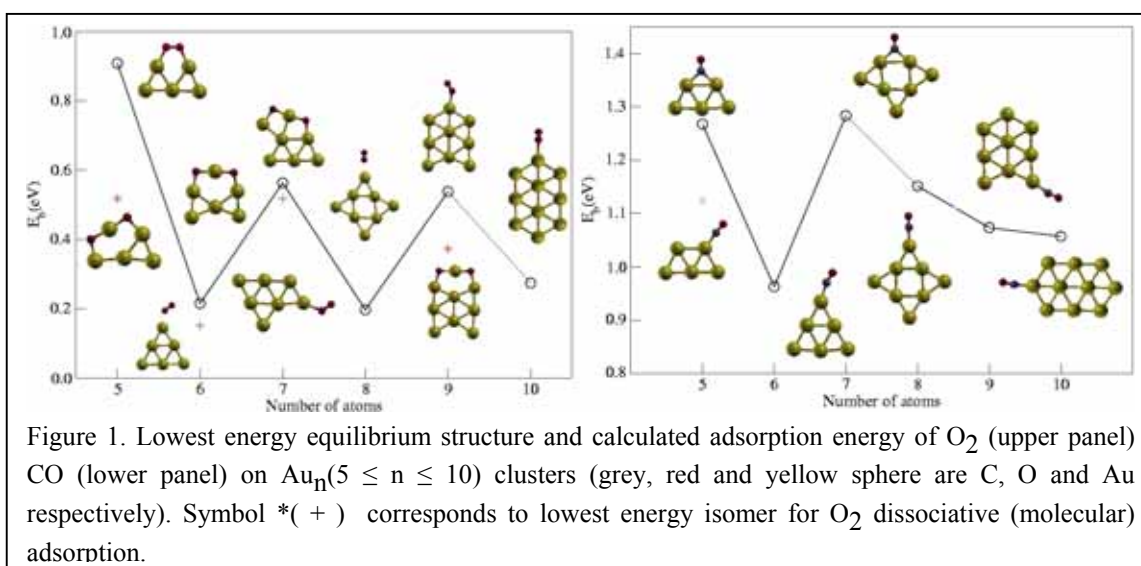 1.0
0.8
0.6
0.4
0.2
0.0
E_b(eV)
5 6 7 8 9 10
Number of atoms
1.4
1.3
1.2
1.1
1.0
0.9
0.8
E_b(eV)
5 6 7 8 9 10
Number of atoms
Figure 1. Lowest energy equilibrium structure and calculated adsorption energy of O₂ (upper panel)
CO (lower panel) on Auₙ(5 ≤ n ≤ 10) clusters (grey, red and yellow sphere are C, O and Au
respectively). Symbol *( + ) corresponds to lowest energy isomer for O₂ dissociative (molecular)
adsorption.